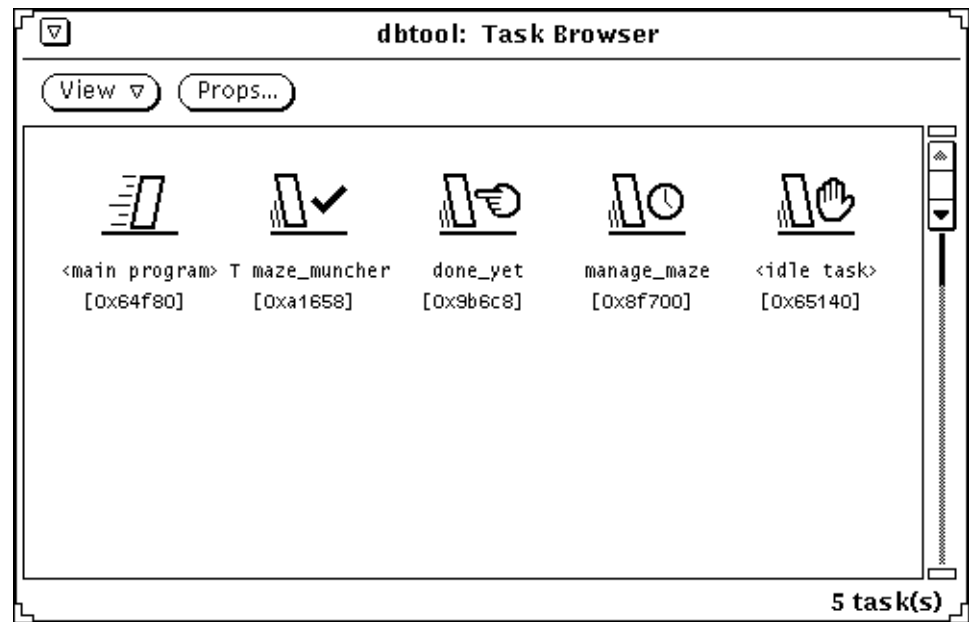 dbtool: Task Browser
View Props...
<main program> T maze_muncher done_yet manage_maze <idle task>
[0x64f80] [0xa1658] [0x9b6c8] [0x8f700] [0x65140]
5 task(s)